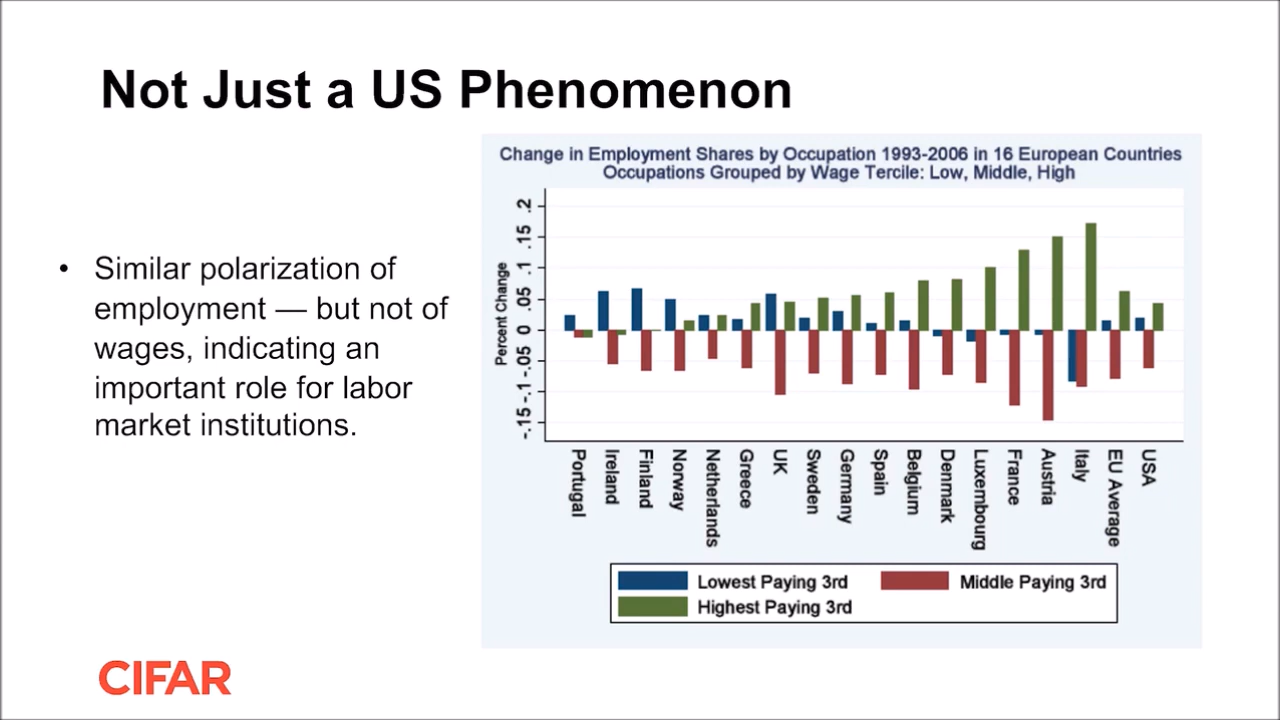 Not Just a US Phenomenon
• Similar polarization of
employment — but not of
wages, indicating an
important role for labor
market institutions.
Change in Employment Shares by Occupation 1993-2006 in 16 European Countries
Occupations Grouped by Wage Tercile: Low, Middle, High
Percent Change
.2
.15
.1
.05
0
-.05
-.1
-.15
Portugal
Ireland
Finland
Norway
Netherlands
Greece
UK
Sweden
Germany
Spain
Belgium
Denmark
Luxembourg
France
Austria
Italy
EU Average
USA
Lowest Paying 3rd
Middle Paying 3rd
Highest Paying 3rd
CIFAR